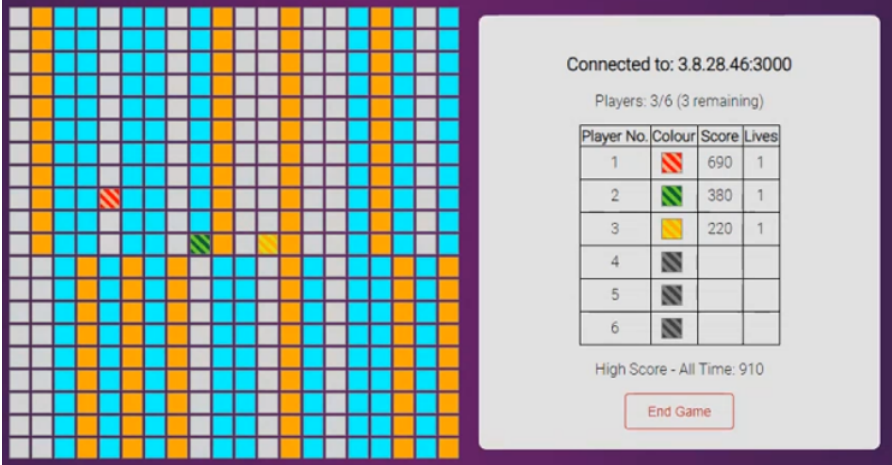 Connected to: 3.8.28.46:3000
Players: 3/6 (3 remaining)
Player No. Colour Score Lives
1 690 1
2 380 1
3 220 1
4
5
6
High Score - All Time: 910
End Game